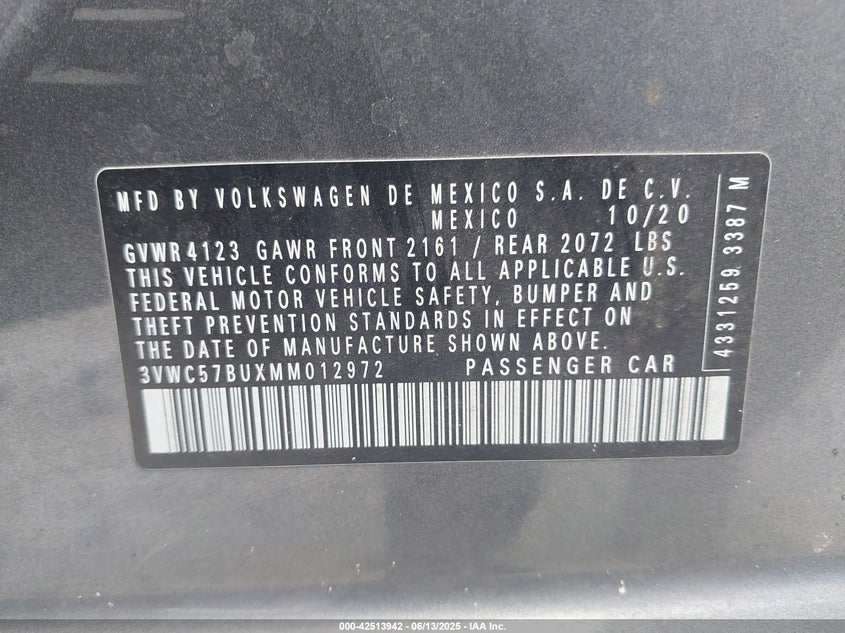 MFD BY VOLKSWAGEN DE MEXICO S.A. DE C.V.
MEXICO 10/20
GVWR 4123 GAWR FRONT 2161 / REAR 2072 LBS
THIS VEHICLE CONFORMS TO ALL APPLICABLE U.S.
FEDERAL MOTOR VEHICLE SAFETY, BUMPER AND
THEFT PREVENTION STANDARDS IN EFFECT ON
THE DATE OF MANUFACTURE SHOWN ABOVE.
3VWC57BUXMM012972 PASSENGER CAR
4331259 3387 M
000-42513942 - 06/13/2025 - IAA Inc.